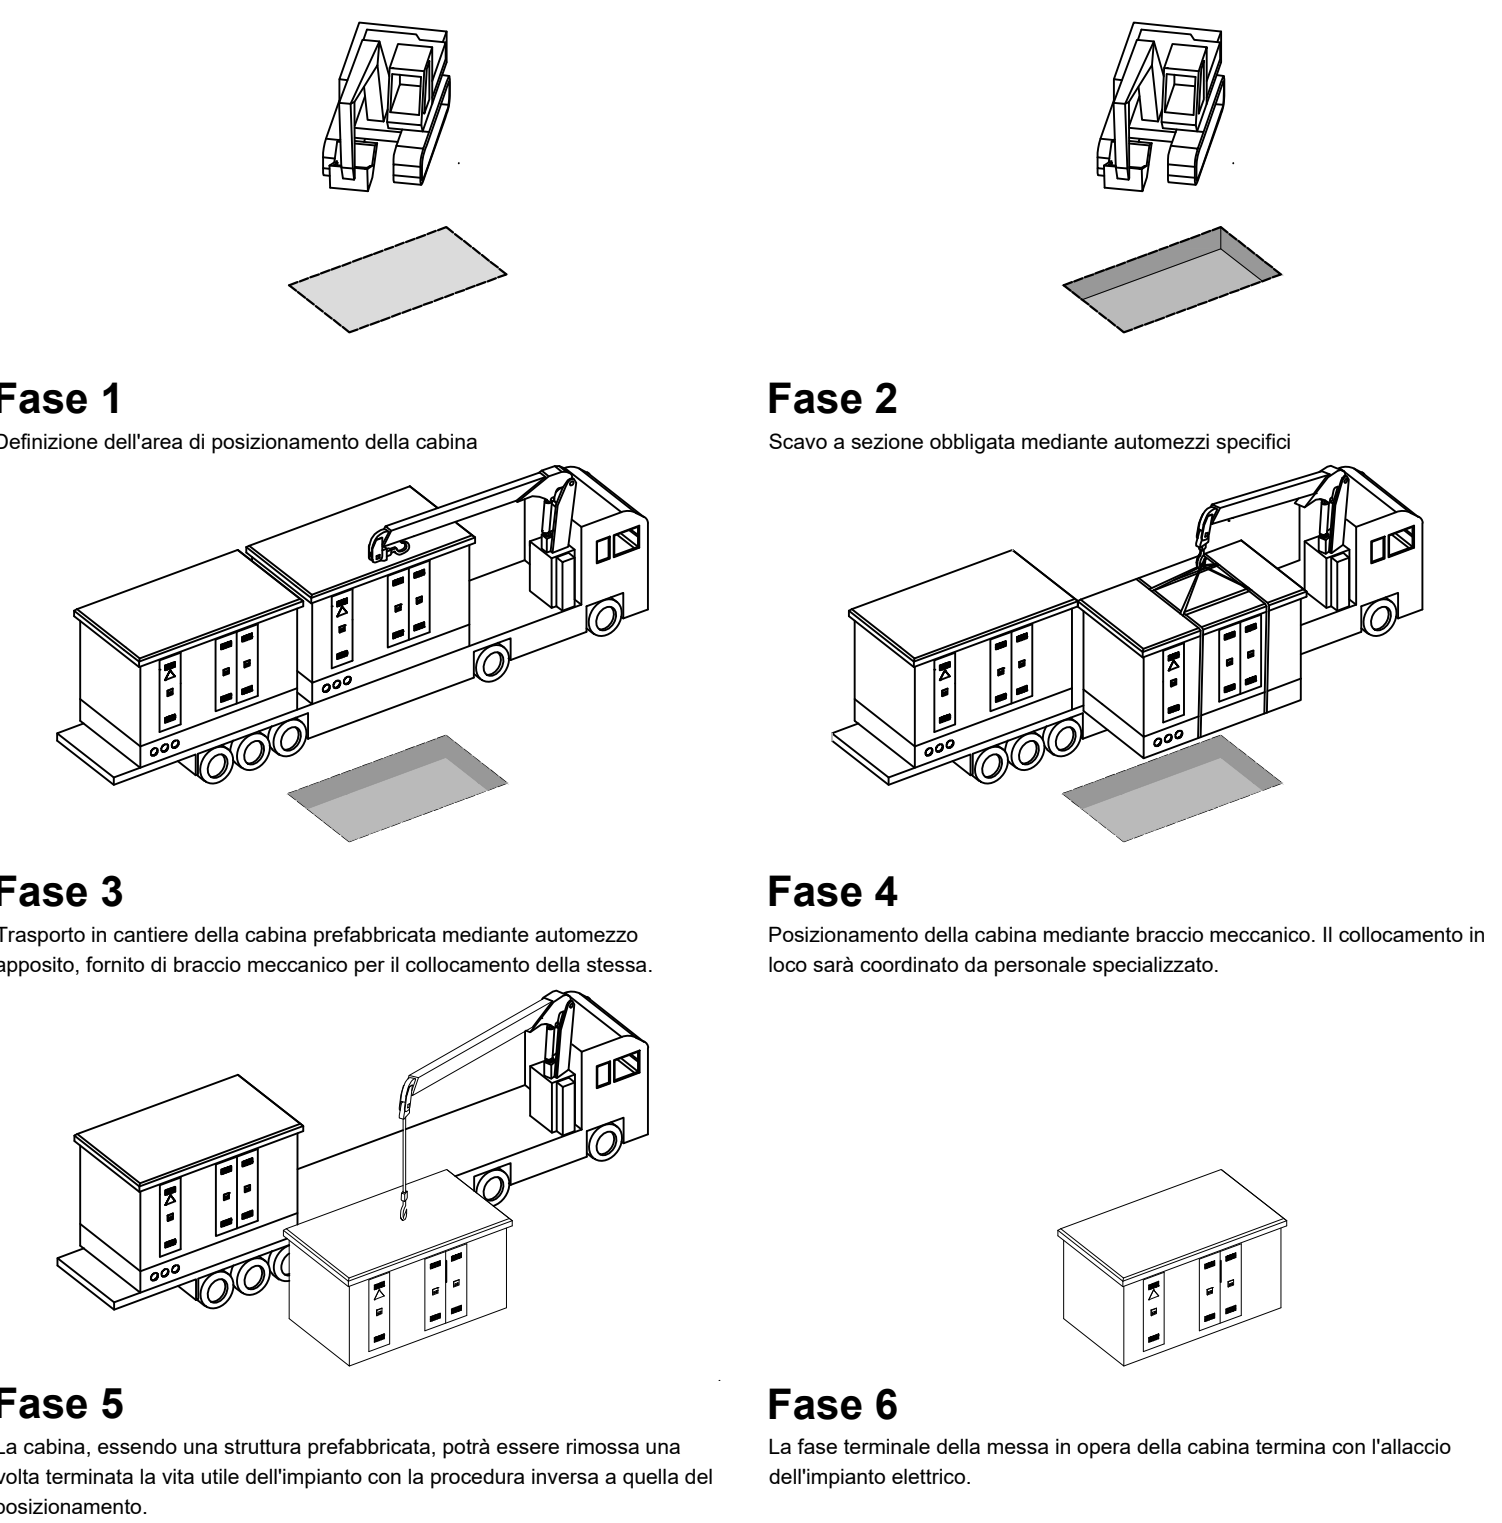 Fase 1
Definizione dell'area di posizionamento della cabina
Fase 2
Scavo a sezione obbligata mediante automezzi specifici
Fase 3
Trasporto in cantiere della cabina prefabbricata mediante automezzo
apposito, fornito di braccio meccanico per il collocamento della stessa.
Fase 4
Posizionamento della cabina mediante braccio meccanico. Il collocamento in
loco sarà coordinato da personale specializzato.
Fase 5
La cabina, essendo una struttura prefabbricata, potrà essere rimossa una
volta terminata la vita utile dell'impianto con la procedura inversa a quella del
posizionamento.
Fase 6
La fase terminale della messa in opera della cabina termina con l'allaccio
dell'impianto elettrico.